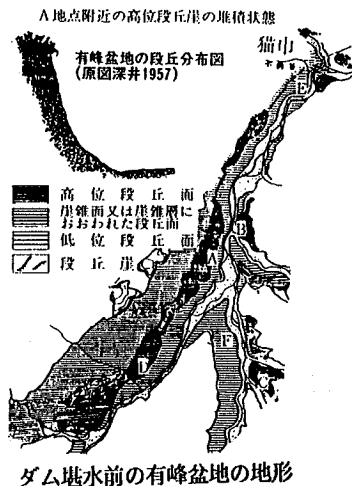 A地点附近の高位段丘崖の堆積状態
有峰盆地の段丘分布図
(原図深井1957)
猫巾
高位段丘面
崖錐面又は崖錐層に
おおわれた段丘面
低位段丘面
段丘崖
E
B
A
F
D
C
ダム堪水前の有峰盆地の地形